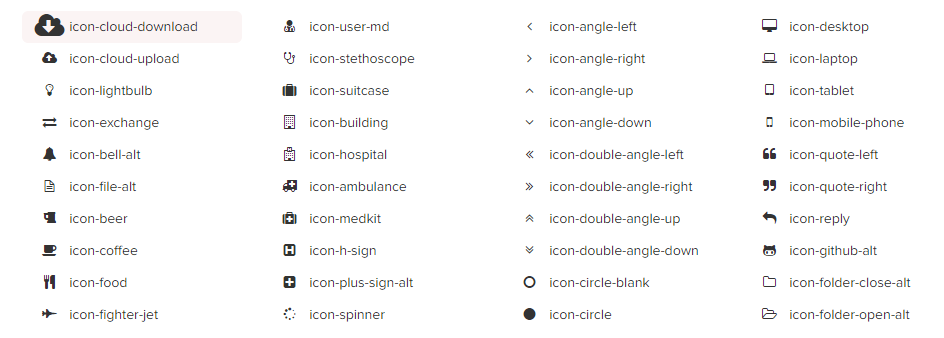 icon-cloud-download
icon-cloud-upload
icon-lightbulb
icon-exchange
icon-bell-alt
icon-file-alt
icon-beer
icon-coffee
icon-food
icon-fighter-jet
icon-user-md
icon-stethoscope
icon-suitcase
icon-building
icon-hospital
icon-ambulance
icon-medkit
icon-h-sign
icon-plus-sign-alt
icon-spinner
icon-angle-left
icon-angle-right
icon-angle-up
icon-angle-down
icon-double-angle-left
icon-double-angle-right
icon-double-angle-up
icon-double-angle-down
icon-circle-blank
icon-circle
icon-desktop
icon-laptop
icon-tablet
icon-mobile-phone
icon-quote-left
icon-quote-right
icon-reply
icon-github-alt
icon-folder-close-alt
icon-folder-open-alt